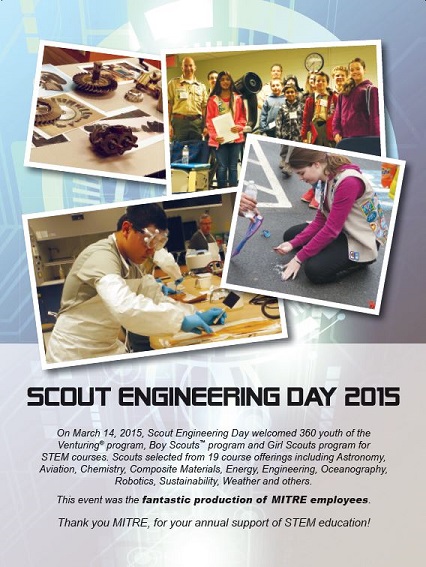 SCOUT ENGINEERING DAY 2015
On March 14, 2015, Scout Engineering Day welcomed 360 youth of the
Venturing® program, Boy Scouts™ program and Girl Scouts program for
STEM courses. Scouts selected from 19 course offerings including Astronomy,
Aviation, Chemistry, Composite Materials, Energy, Engineering, Oceanography,
Robotics, Sustainability, Weather and others.
This event was the fantastic production of MITRE employees.
Thank you MITRE, for your annual support of STEM education!